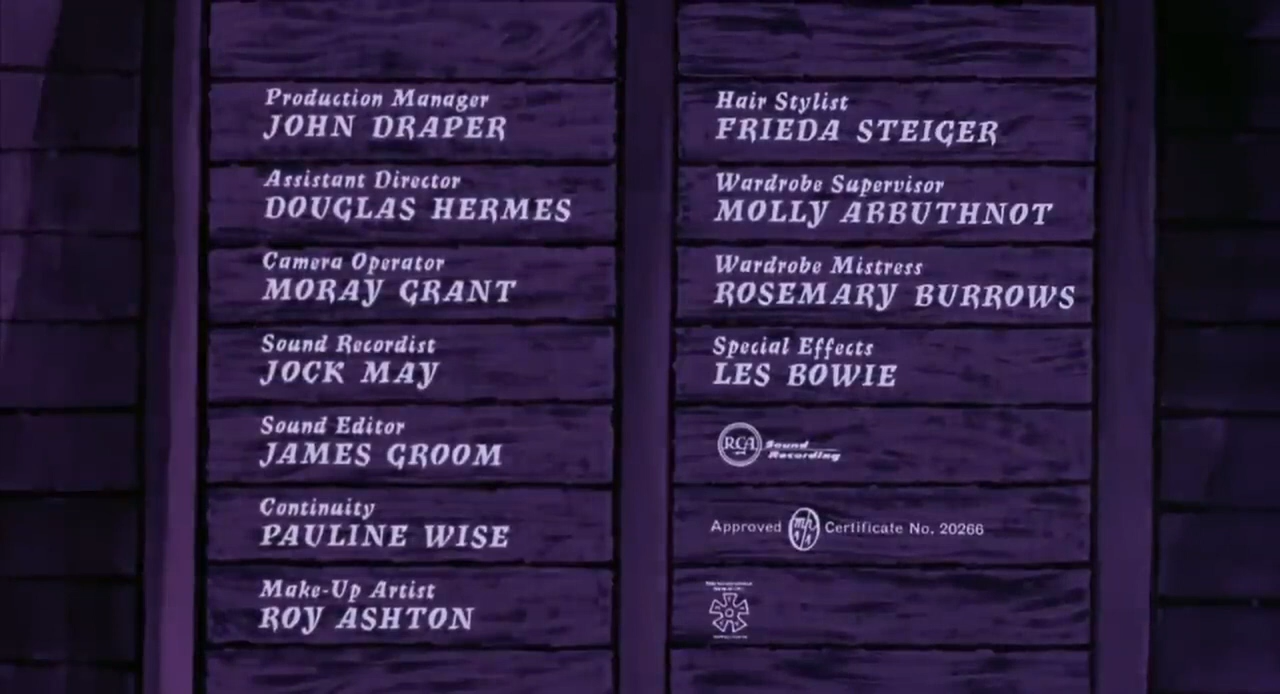 Production Manager
JOHN DRAPER
Assistant Director
DOUGLAS HERMES
Camera Operator
MORAY GRANT
Sound Recordist
JOCK MAY
Sound Editor
JAMES GROOM
Continuity
PAULINE WISE
Make-Up Artist
ROY ASHTON
Hair Stylist
FRIEDA STEIGER
Wardrobe Supervisor
MOLLY ARBUTHNOT
Wardrobe Mistress
ROSEMARY BURROWS
Special Effects
LES BOWIE
RCA Sound
Recording
Approved Certificate No. 20266